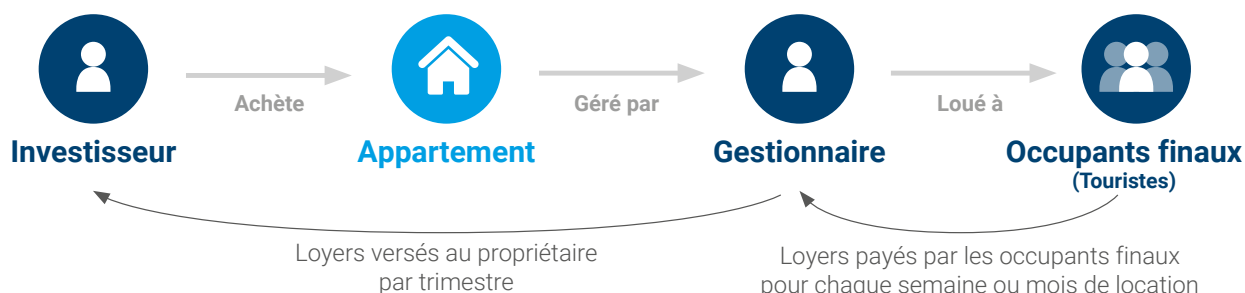 Achète
Géré par
Loué à
Investisseur
Appartement
Gestionnaire
Occupants finaux
(Touristes)
Loyers versés au propriétaire
par trimestre
Loyers payés par les occupants finaux
pour chaque semaine ou mois de location